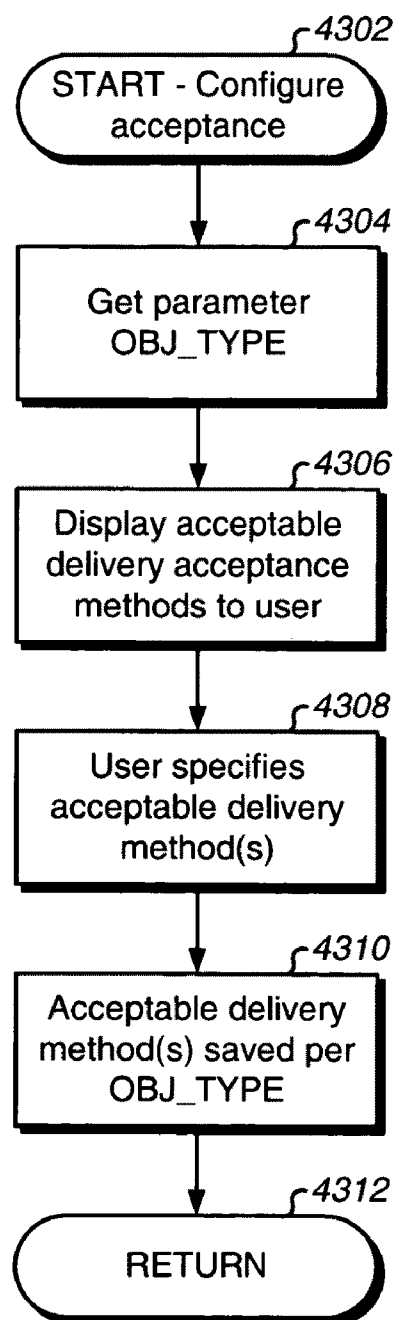 4302
START - Configure
acceptance
4304
Get parameter
OBJ_TYPE
4306
Display acceptable
delivery acceptance
methods to user
4308
User specifies
acceptable delivery
method(s)
4310
Acceptable delivery
method(s) saved per
OBJ_TYPE
4312
RETURN